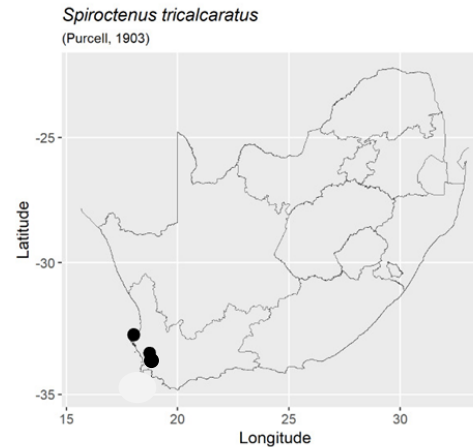 Spiroctenus tricalcaratus
(Purcell, 1903)
-25
-30
-35
Latitude
15 20 25 30
Longitude